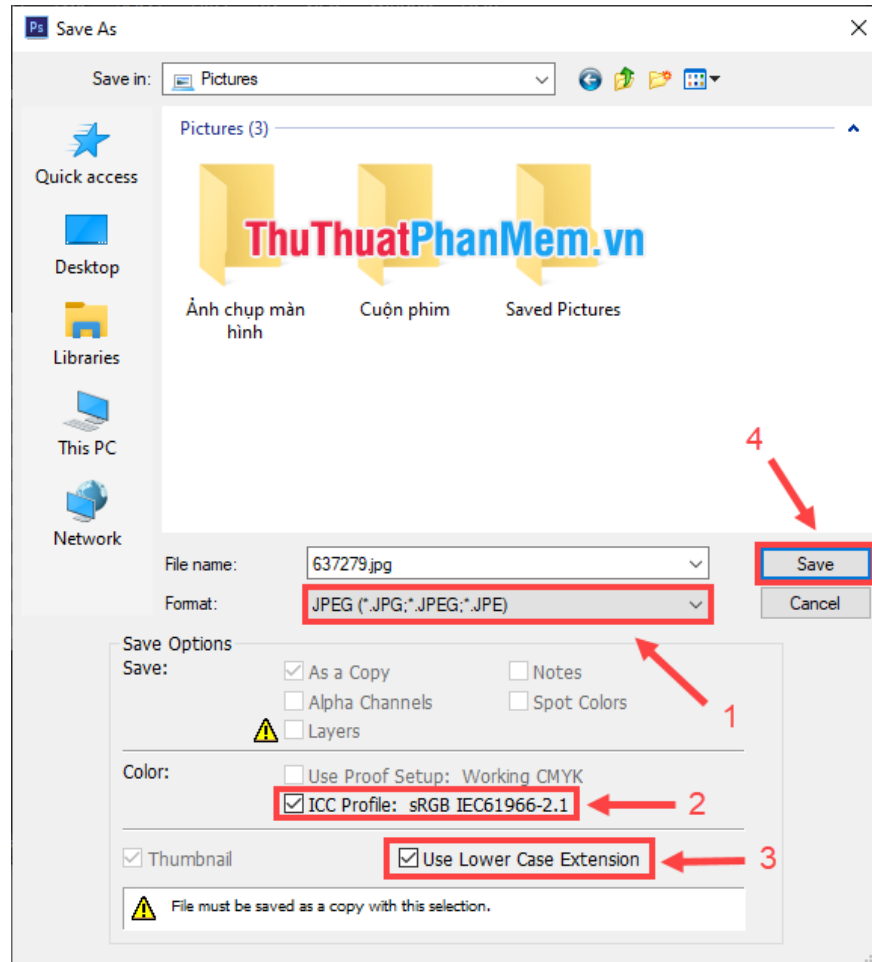 Ps Save As
Save in: Pictures
Pictures (3)
Quick access
Desktop
Libraries
This PC
Network
ThuThuatPhanMem.vn
Ảnh chụp màn hình
Cuộn phim
Saved Pictures
4
File name: 637279.jpg
Save
Format: JPEG (*.JPG;*.JPEG;*.JPE)
Cancel
1
Save Options
Save:
As a Copy
Notes
Alpha Channels
Spot Colors
Layers
Color:
Use Proof Setup: Working CMYK
ICC Profile: sRGB IEC61966-2.1
2
Thumbnail
Use Lower Case Extension
3
File must be saved as a copy with this selection.